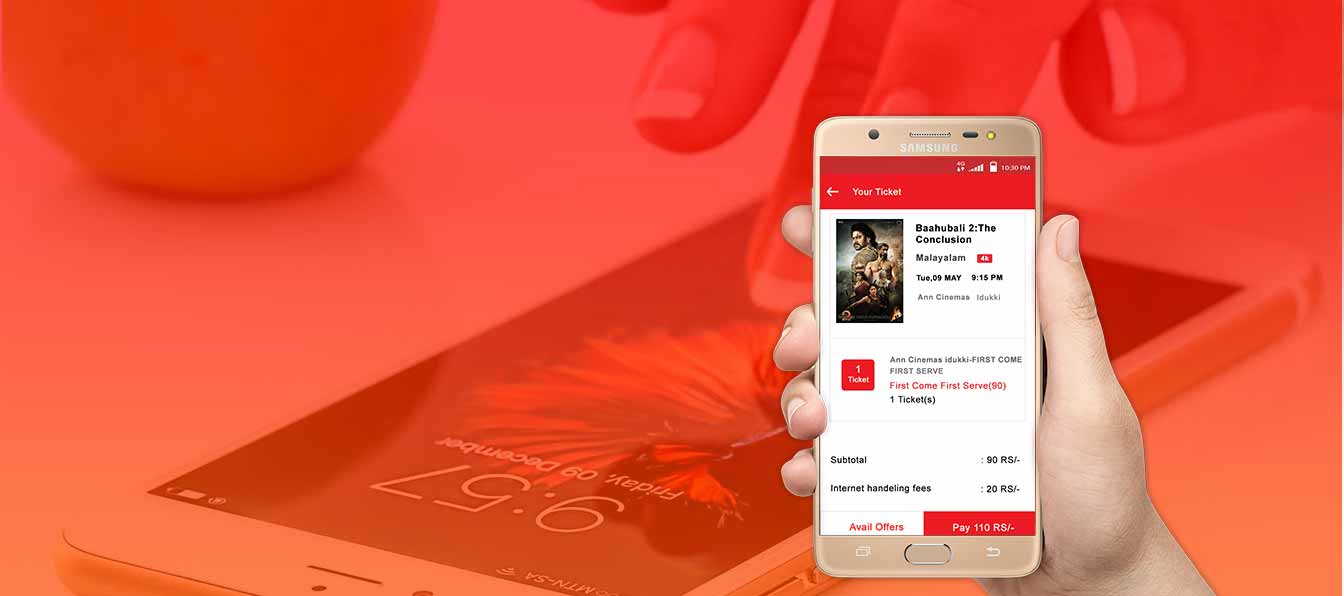 SAMSUNG
4G 10:30 PM
Your Ticket
Baahubali 2:The
Conclusion
Malayalam 4k
Tue,09 MAY 9:15 PM
Ann Cinemas Idukki
1
Ticket
Ann Cinemas idukki-FIRST COME
FIRST SERVE
First Come First Serve(90)
1 Ticket(s)
Subtotal : 90 RS/-
Internet handeling fees : 20 RS/-
Avail Offers Pay 110 RS/-
Friday, 09 December
9:57
MTN-SA